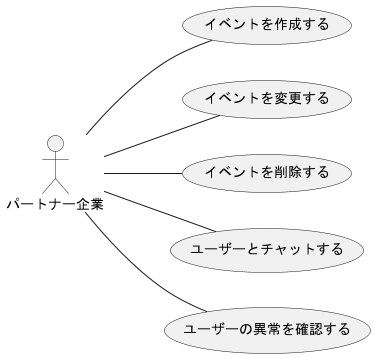 イベントを作成する
イベントを変更する
イベントを削除する
パートナー企業
ユーザーとチャットする
ユーザーの異常を確認する